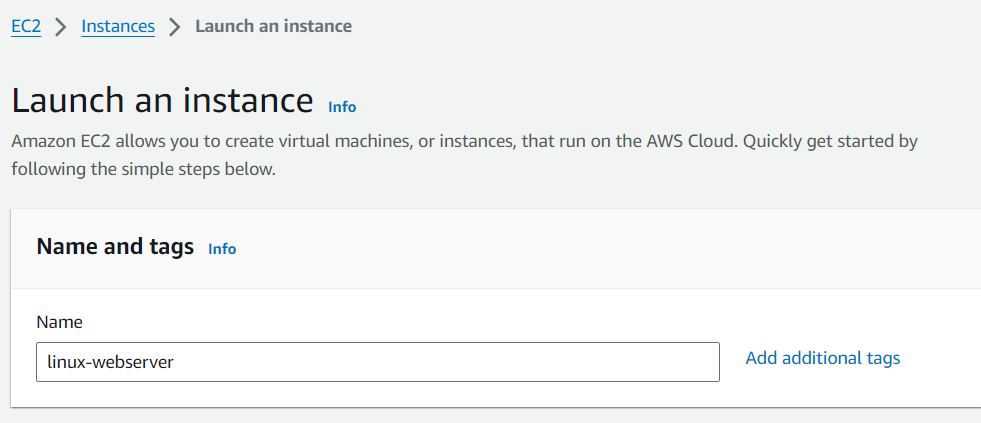 EC2 > Instances > Launch an instance
Launch an instance Info
Amazon EC2 allows you to create virtual machines, or instances, that run on the AWS Cloud. Quickly get started by
following the simple steps below.
Name and tags Info
Name
linux-webserver Add additional tags